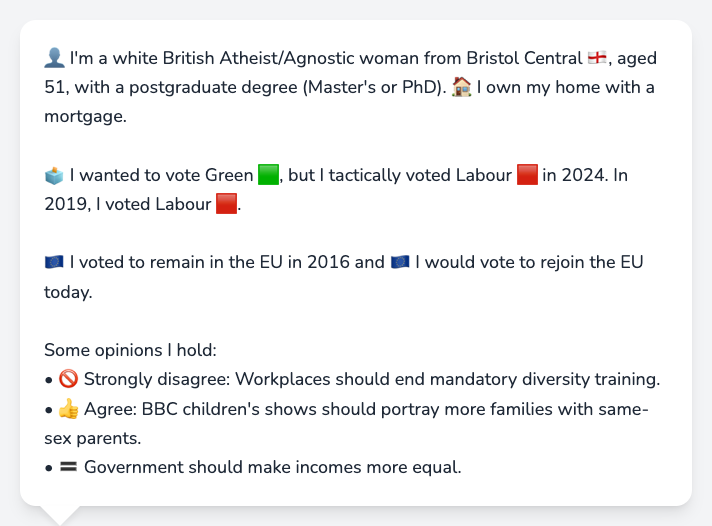 👤 I'm a white British Atheist/Agnostic woman from Bristol Central 🏴󠁧󠁢󠁥󠁮󠁧󠁿, aged
51, with a postgraduate degree (Master's or PhD). 🏠 I own my home with a
mortgage.
🗳️ I wanted to vote Green 🟩, but I tactically voted Labour 🟥 in 2024. In
2019, I voted Labour 🟥.
🇪🇺 I voted to remain in the EU in 2016 and 🇪🇺 I would vote to rejoin the EU
today.
Some opinions I hold:
• 🚫 Strongly disagree: Workplaces should end mandatory diversity training.
• 👍 Agree: BBC children's shows should portray more families with same-
sex parents.
• 🟰 Government should make incomes more equal.